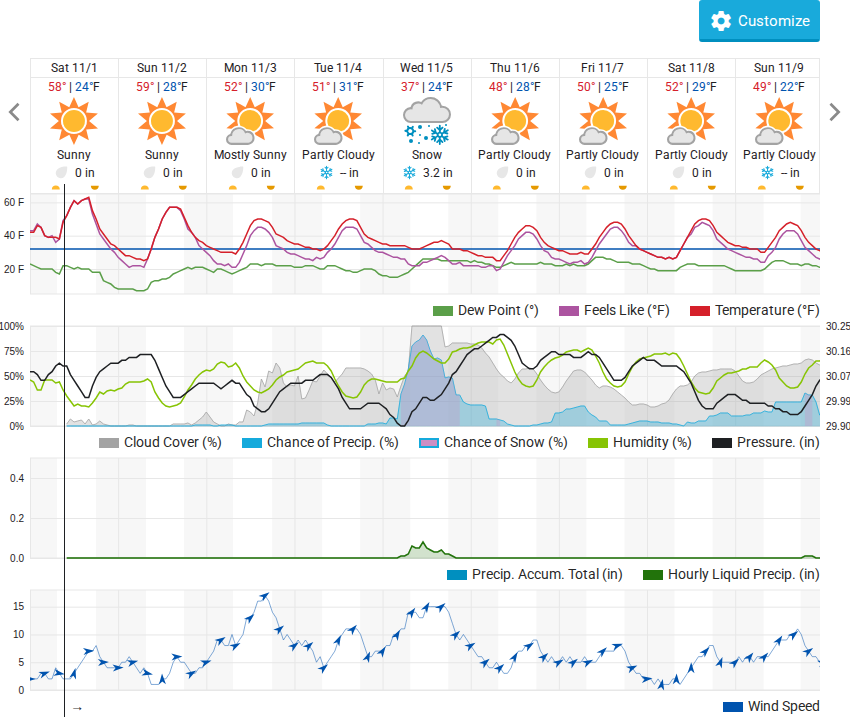 Customize
Sat 11/1 Sun 11/2 Mon 11/3 Tue 11/4 Wed 11/5 Thu 11/6 Fri 11/7 Sat 11/8 Sun 11/9
58° | 24°F 59° | 28°F 52° | 30°F 51° | 31°F 37° | 24°F 48° | 28°F 50° | 25°F 52° | 29°F 49° | 22°F
Sunny Sunny Mostly Sunny Partly Cloudy Snow Partly Cloudy Partly Cloudy Partly Cloudy Partly Cloudy
0 in 0 in 0 in -- in 3.2 in 0 in 0 in 0 in -- in
60 F
40 F
20 F
Dew Point (°) Feels Like (°F) Temperature (°F)
100% 30.25
75% 30.16
50% 30.07
25% 29.99
0% 29.90
Cloud Cover (%) Chance of Precip. (%) Chance of Snow (%) Humidity (%) Pressure. (in)
0.4
0.2
0.0
Precip. Accum. Total (in) Hourly Liquid Precip. (in)
15
10
5
0
→ Wind Speed